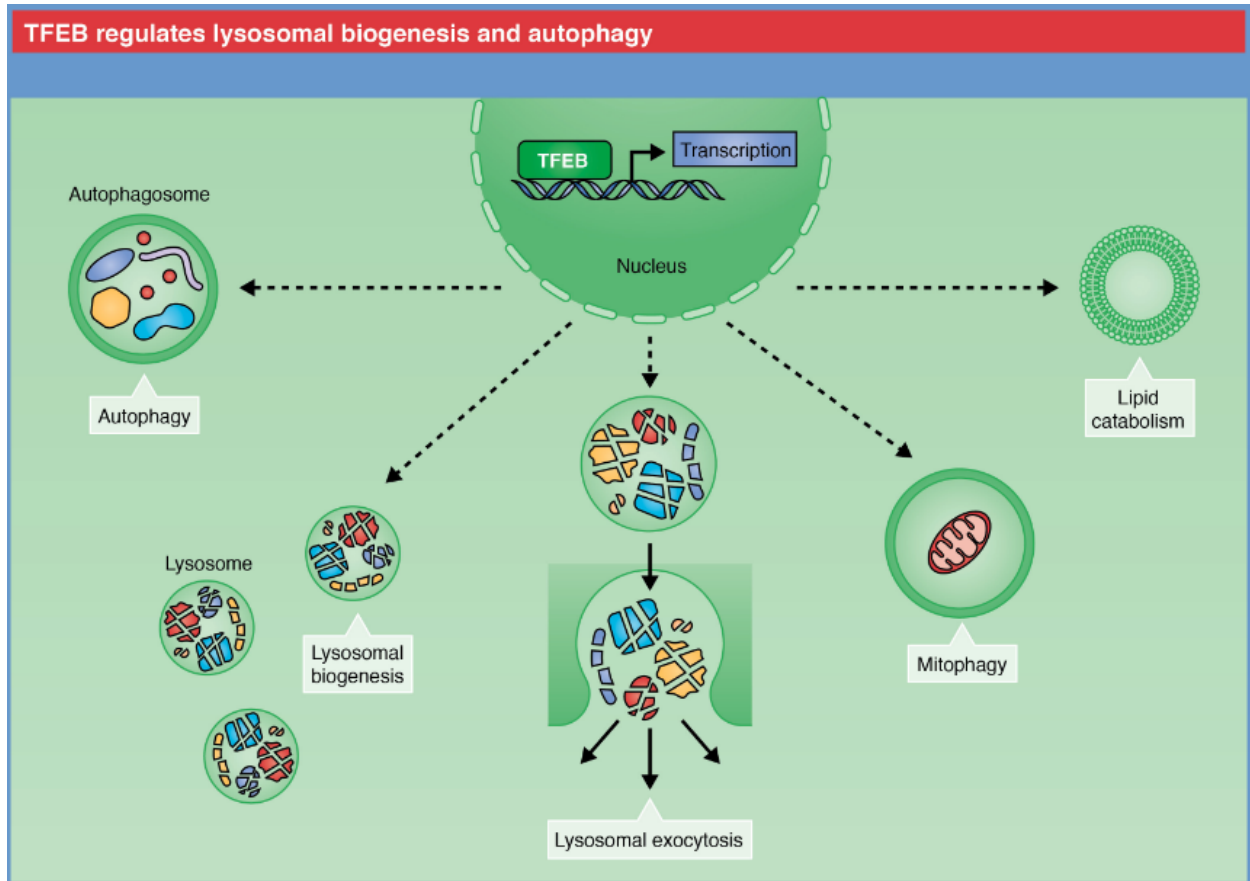 TFEB regulates lysosomal biogenesis and autophagy
TFEB
Transcription
Nucleus
Autophagosome
Autophagy
Lipid
catabolism
Lysosome
Lysosomal
biogenesis
Mitophagy
Lysosomal exocytosis